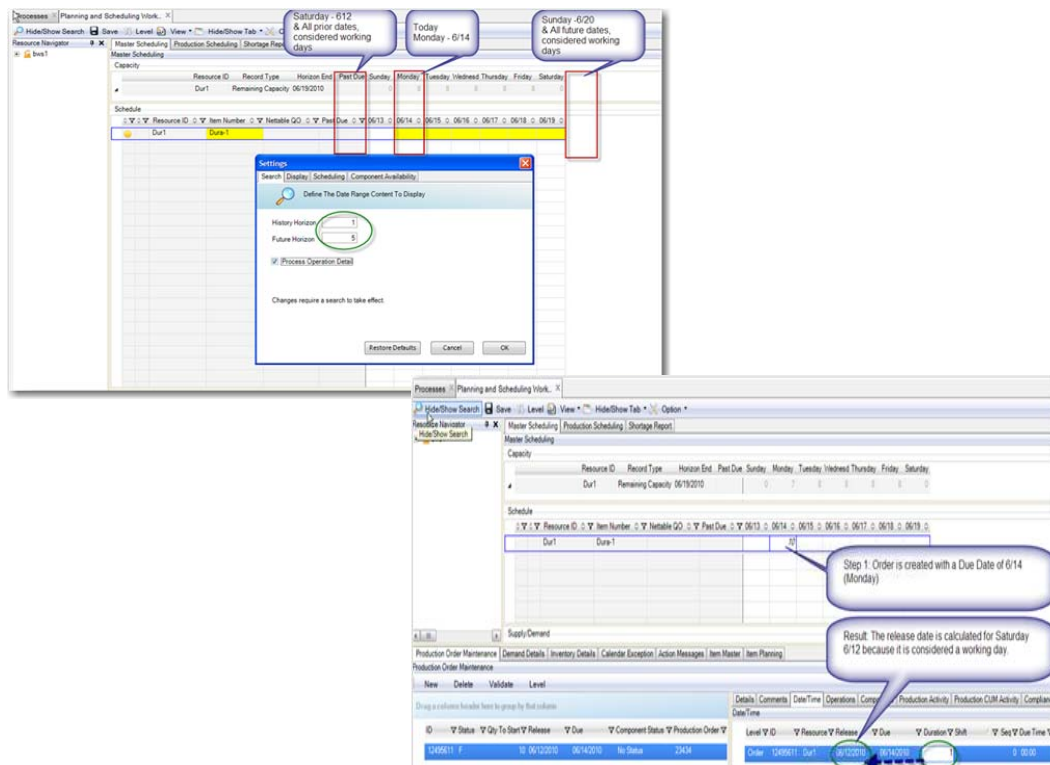 Processes × Planning and Scheduling Work.. ×
Hide/Show Search Save Level View Hide/Show Tab
Resource Navigator Master Scheduling Production Scheduling Shortage Rep
bws1 Master Scheduling
Capacity
Resource ID Record Type Horizon End Past Due Sunday Monday Tuesday Wednesd Thursday Friday Saturday
Dur1 Remaining Capacity 06/19/2010 0 0 0 0 0 0 0
Schedule
Resource ID Item Number Nettable QO Past Due 06/13 06/14 06/15 06/16 06/17 06/18 06/19
Dur1 Dura-1
Saturday - 612
& All prior dates,
considered working
days
Today
Monday - 6/14
Sunday -6/20
& All future dates,
considered working
days
Settings
Search Display Scheduling Component Availability
Define The Date Range Content To Display
History Horizon 1
Future Horizon 5
Process Operation Detail
Changes require a search to take effect.
Restore Defaults Cancel OK
Processes × Planning and Scheduling Work.. ×
Hide/Show Search Save Level View Hide/Show Tab Option
Resource Navigator Master Scheduling Production Scheduling Shortage Report
Hide/Show Search Master Scheduling
Capacity
Resource ID Record Type Horizon End Past Due Sunday Monday Tuesday Wednesd Thursday Friday Saturday
Dur1 Remaining Capacity 06/19/2010
Schedule
Resource ID Item Number Nettable QO Past Due 06/13 06/14 06/15 06/16 06/17 06/18 06/19
Dur1 Dura-1
Step 1: Order is created with a Due Date of 6/14
(Monday)
Supply/Demand
Result: The release date is calculated for Saturday
6/12 because it is considered a working day.
Production Order Maintenance Demand Details Inventory Details Calendar Exception Action Messages Item Master Item Planning
Production Order Maintenance
New Delete Validate Level
Drag a column header here to group by that column
Details Comments Date/Time Operations Production Activity Production CUM Activity Complianc
Date/Time
ID Status Qty To Start Release Due Component Status Production Order
12495611 F 10 06/12/2010 06/14/2010 No Status 23434
Level ID Resource Release Due Duration Shift Seq Due Time
Order 12495611 Dur1 06/12/2010 06/14/2010 1 0 00:00